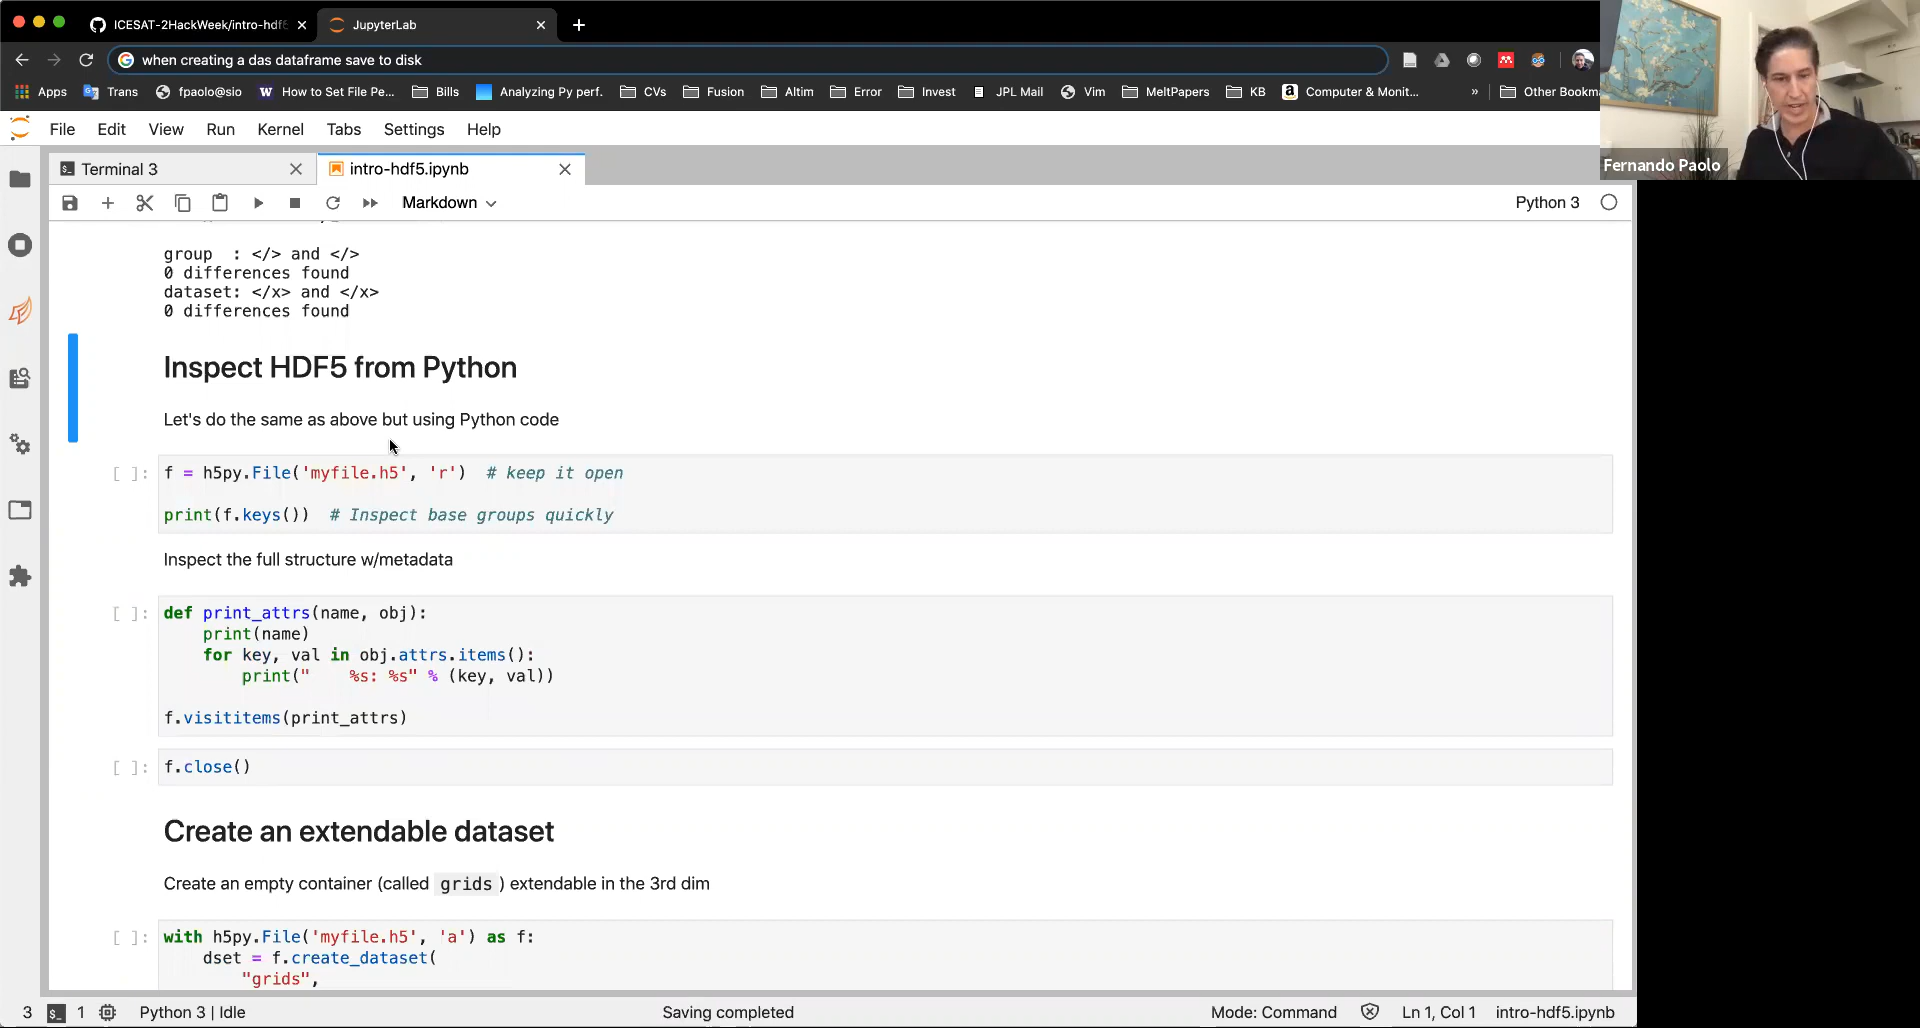 ICESAT-2HackWeek/intro-hdf5
JupyterLab
when creating a das dataframe save to disk
Apps
Trans
fpaolo@sio
How to Set File Pe...
Bills
Analyzing Py perf.
CVs
Fusion
Altim
Error
Invest
JPL Mail
Vim
MeltPapers
KB
Computer & Monit...
»
Other Bookma
Fernando Paolo
File Edit View Run Kernel Tabs Settings Help
Terminal 3
intro-hdf5.ipynb
Markdown
Python 3
group  : </> and </>
0 differences found
dataset: </x> and </x>
0 differences found
Inspect HDF5 from Python
Let's do the same as above but using Python code
[ ]: f = h5py.File('myfile.h5', 'r')  # keep it open
print(f.keys())  # Inspect base groups quickly
Inspect the full structure w/metadata
[ ]: def print_attrs(name, obj):
    print(name)
    for key, val in obj.attrs.items():
        print("    %s: %s" % (key, val))
f.visititems(print_attrs)
[ ]: f.close()
Create an extendable dataset
Create an empty container (called grids ) extendable in the 3rd dim
[ ]: with h5py.File('myfile.h5', 'a') as f:
    dset = f.create_dataset(
        "grids",
3 $_ 1 Python 3 | Idle
Saving completed
Mode: Command
Ln 1, Col 1
intro-hdf5.ipynb